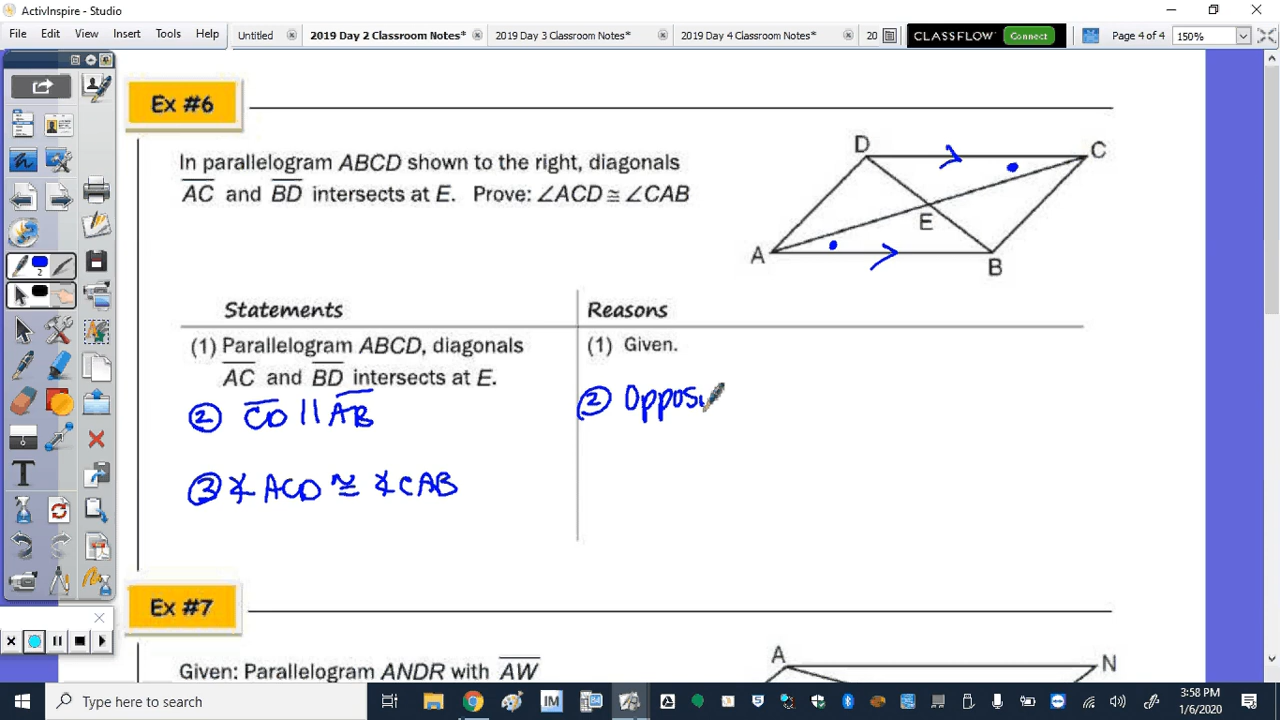 ActivInspire - Studio
File Edit View Insert Tools Help Untitled 2019 Day 2 Classroom Notes* 2019 Day 3 Classroom Notes* 2019 Day 4 Classroom Notes* 20 CLASSFLOW Connect Page 4 of 4 150%
Ex #6
In parallelogram ABCD shown to the right, diagonals
AC and BD intersects at E. Prove: ∠ACD ≅ ∠CAB
D
C
E
A
B
Statements
Reasons
(1) Parallelogram ABCD, diagonals
AC and BD intersects at E.
(1) Given.
② CD || AB
② Opposi
③ ∡ ACD ≅ ∡CAB
2
T
Ex #7
Given: Parallelogram ANDR with AW
A
N
Type here to search
IM
3:58 PM
1/6/2020